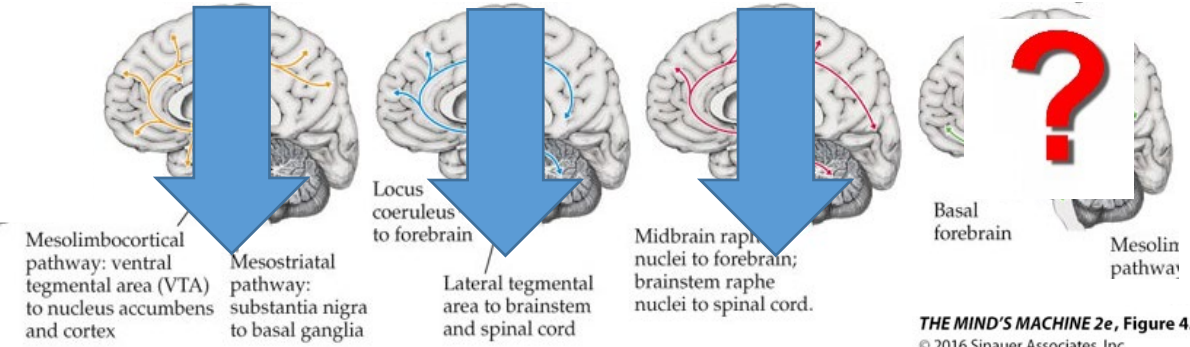 Mesolimbocortical
pathway: ventral
tegmental area (VTA)
to nucleus accumbens
and cortex
Mesostriatal
pathway:
substantia nigra
to basal ganglia
Locus
coeruleus
to forebrain
Lateral tegmental
area to brainstem
and spinal cord
Midbrain
nuclei to forebrain;
brainstem raphe
nuclei to spinal cord.
?
Basal
forebrain
THE MIND'S MACHINE 2e, Figure 4
© 2016 Sinauer Associates, Inc.